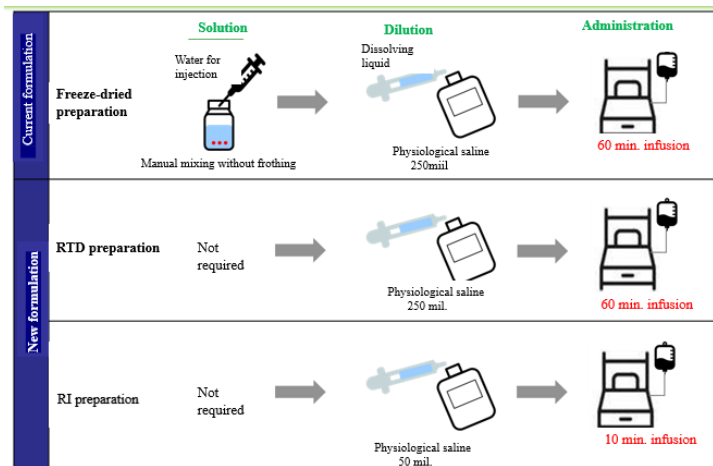 Solution
Dilution
Administration
Current formulation
Freeze-dried
preparation
Water for
injection
Manual mixing without frothing
Dissolving
liquid
Physiological saline
250miil
60 min. infusion
New formulation
RTD preparation
Not
required
Physiological saline
250 mil.
60 min. infusion
RI preparation
Not
required
Physiological saline
50 mil.
10 min. infusion